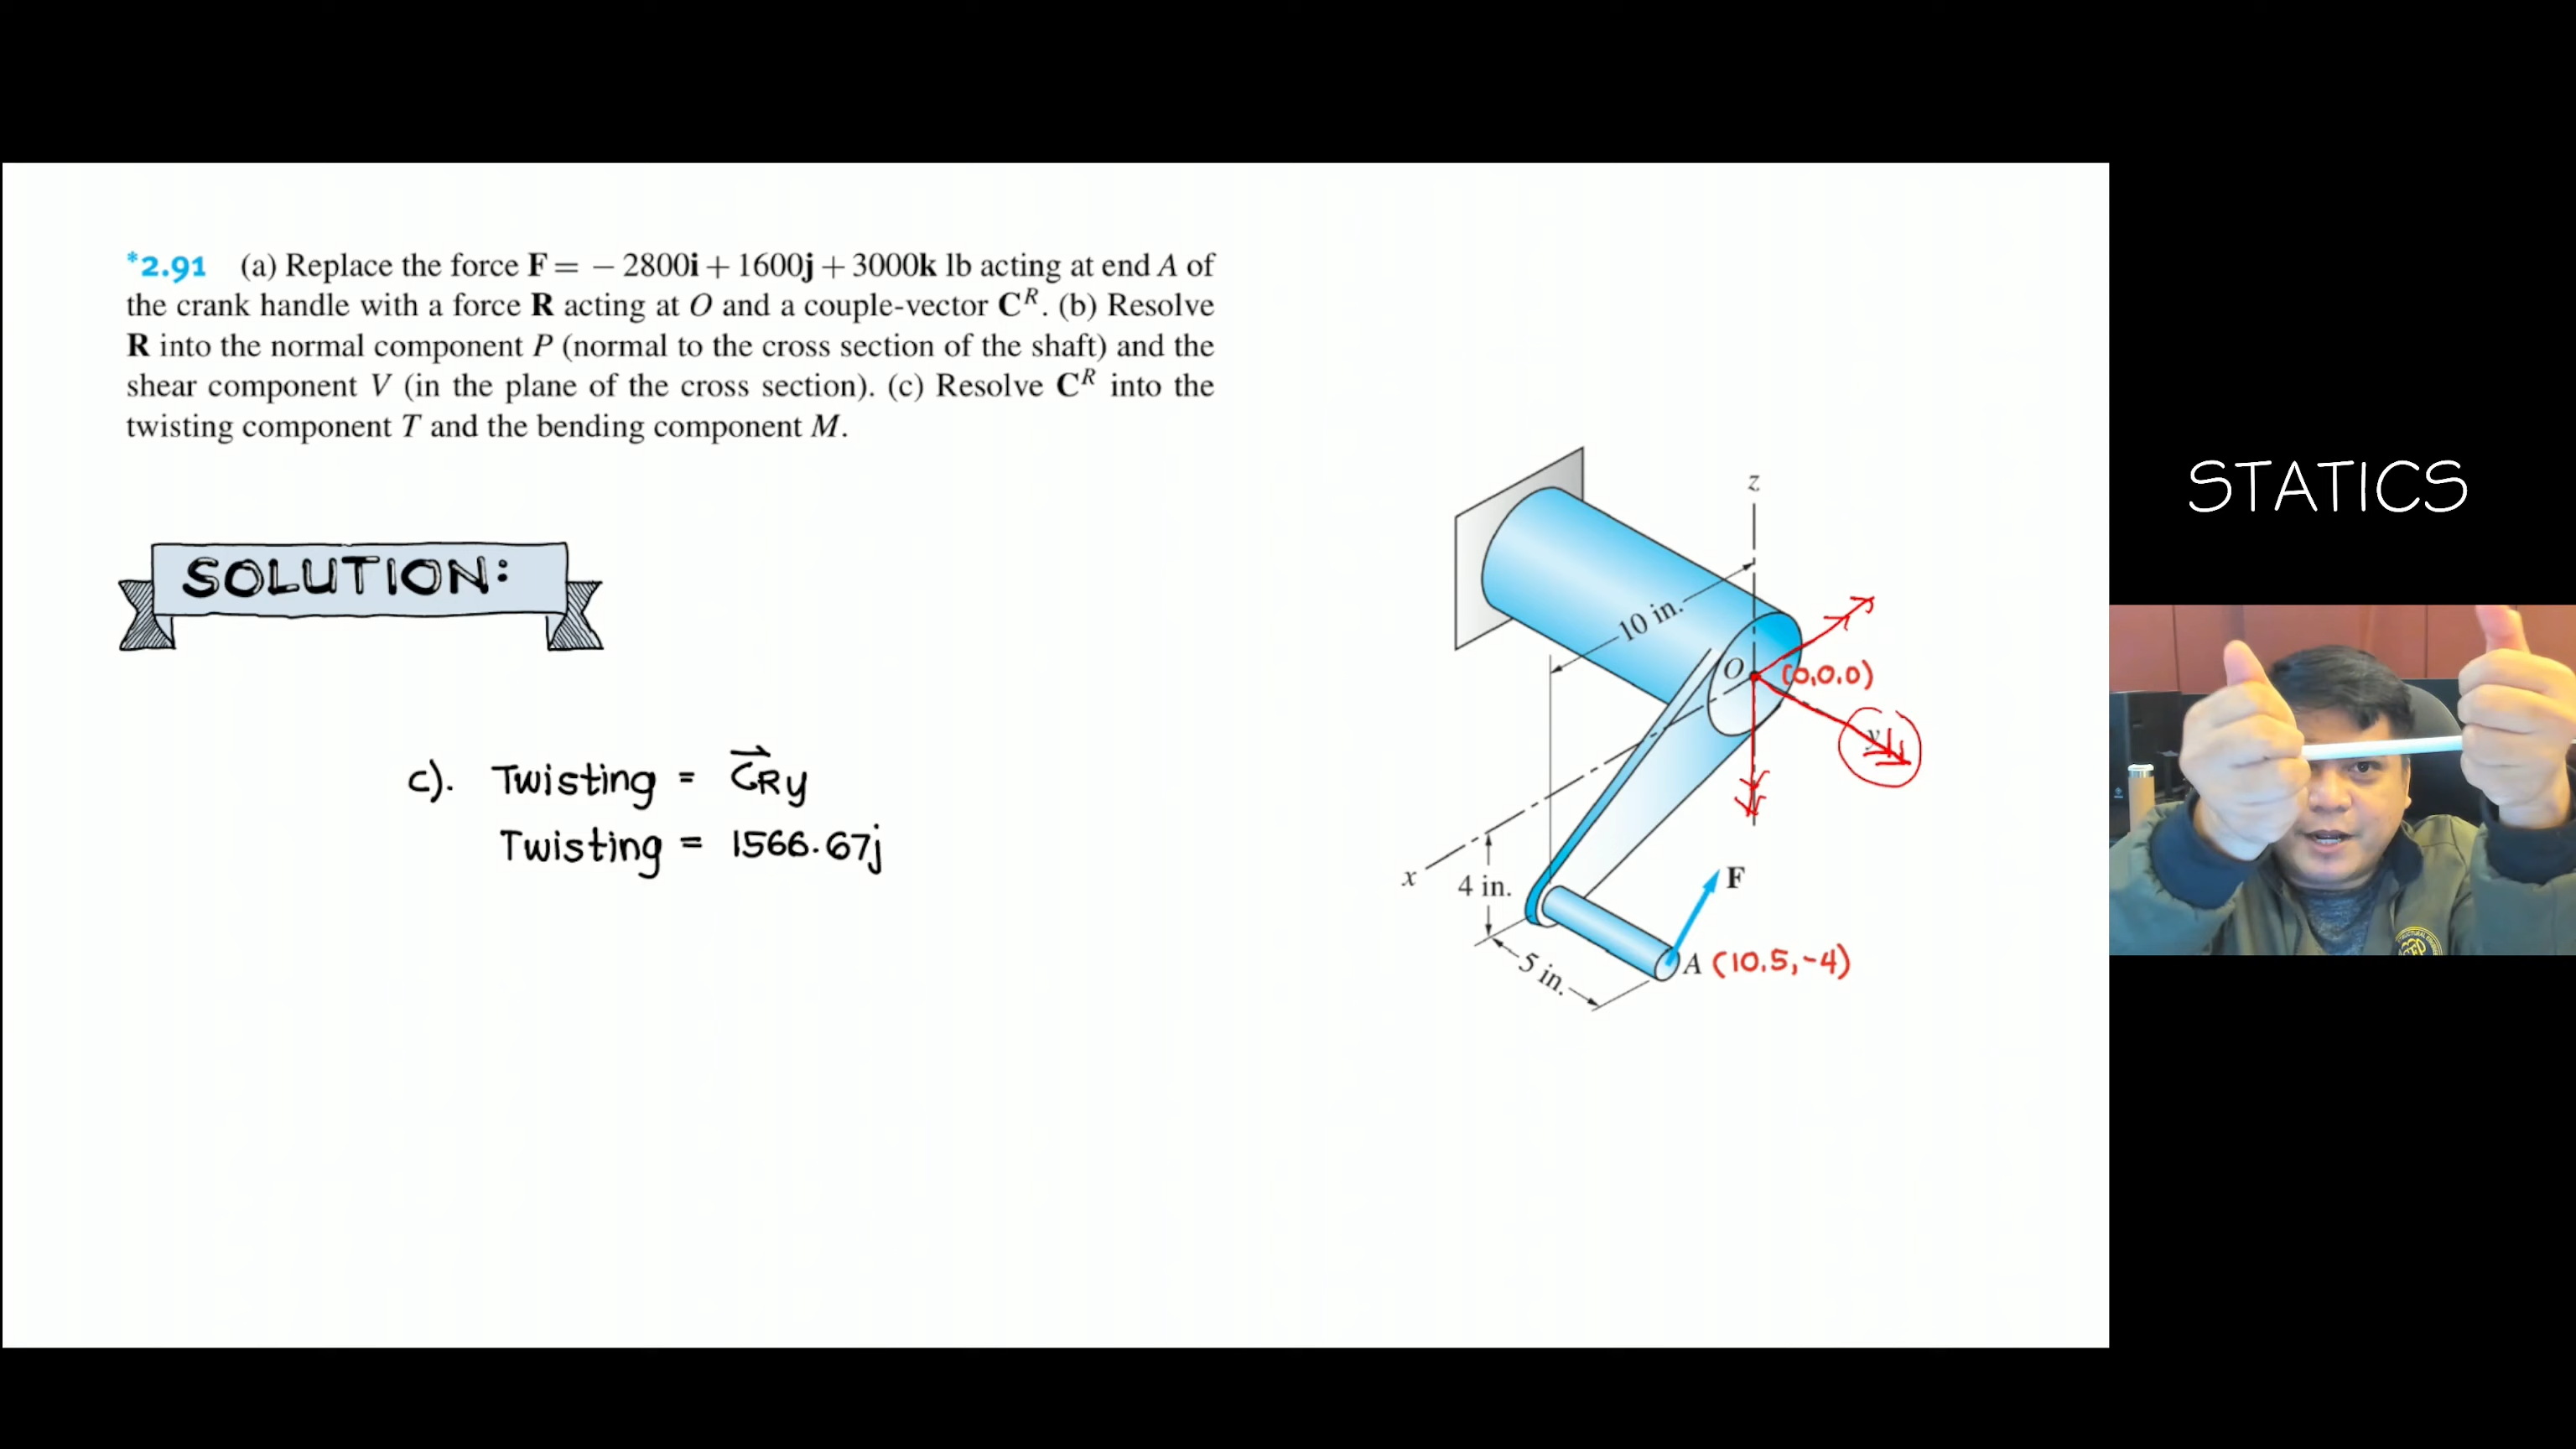 *2.91 (a) Replace the force F = − 2800i + 1600j + 3000k lb acting at end A of
the crank handle with a force R acting at O and a couple-vector C^R. (b) Resolve
R into the normal component P (normal to the cross section of the shaft) and the
shear component V (in the plane of the cross section). (c) Resolve C^R into the
twisting component T and the bending component M.
STATICS
SOLUTION:
z
10 in.
O
(0,0.0)
y
c). Twisting = C⃗Ry
Twisting = 1566.67j
x
4 in.
F
5 in.
A (10.5,-4)